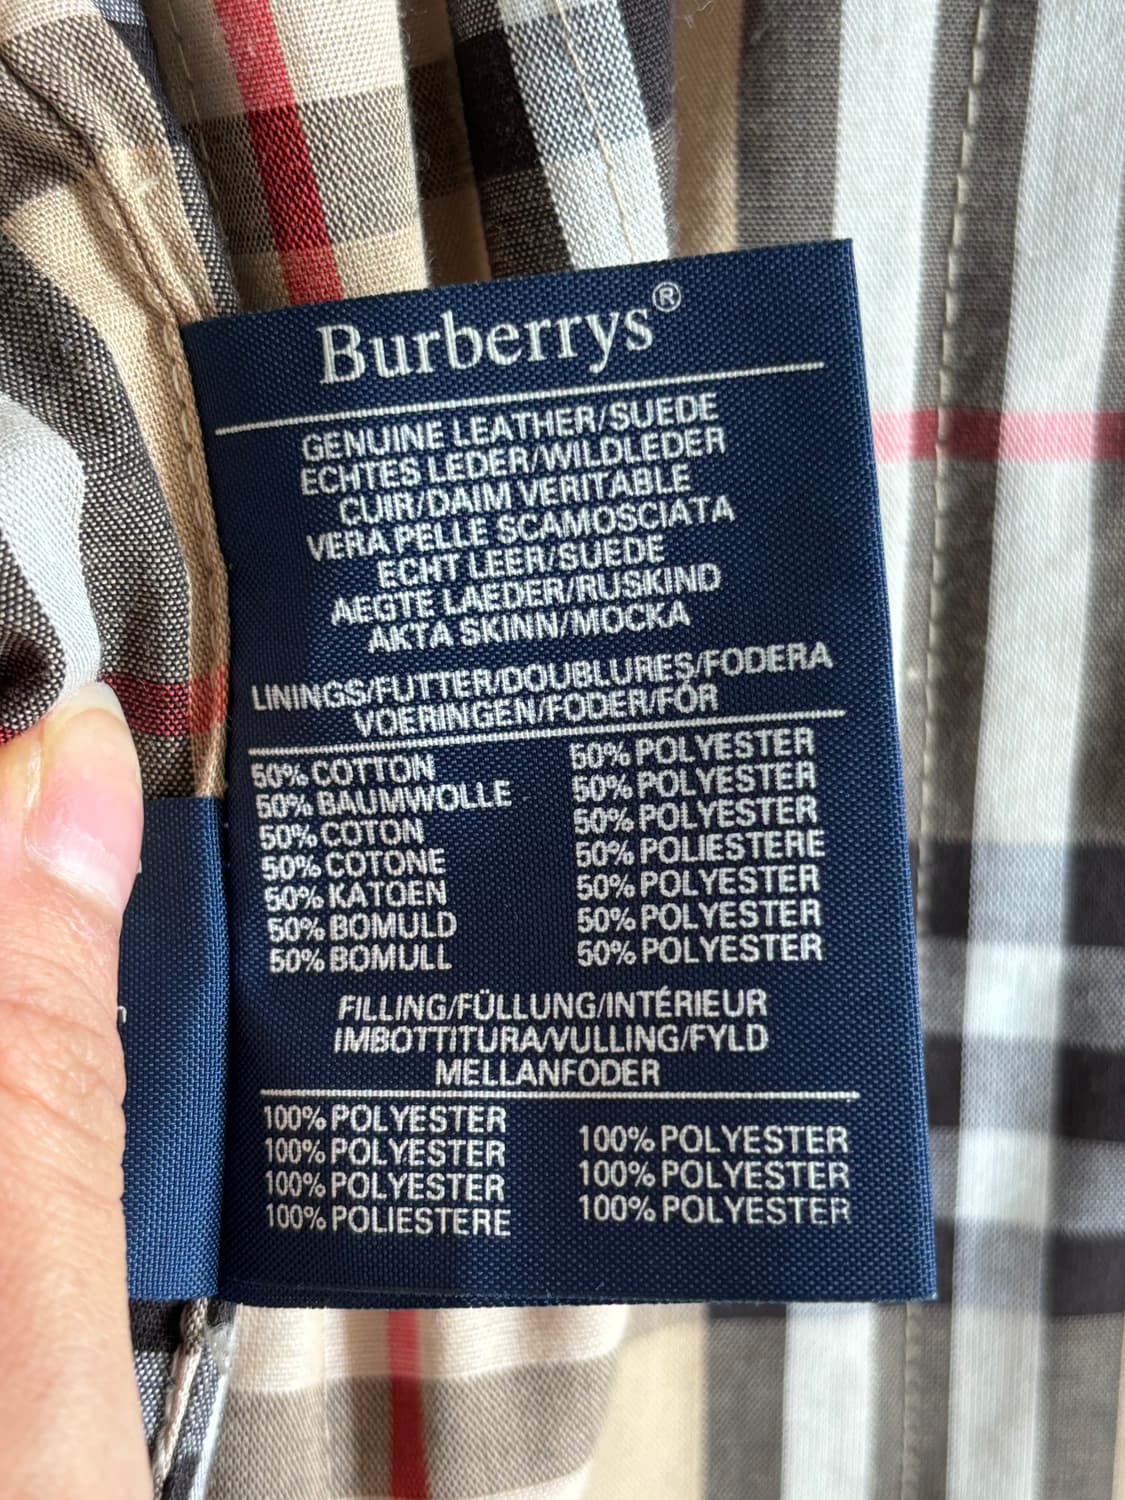 Burberrys®
GENUINE LEATHER/SUEDE
ECHTES LEDER/WILDLEDER
CUIR/DAIM VERITABLE
VERA PELLE SCAMOSCIATA
ECHT LEER/SUEDE
AEGTE LAEDER/RUSKIND
AKTA SKINN/MOCKA
LININGS/FUTTER/DOUBLURES/FODERA
VOERINGEN/FODER/FÓR
50% COTTON 50% POLYESTER
50% BAUMWOLLE 50% POLYESTER
50% COTON 50% POLYESTER
50% COTONE 50% POLIESTERE
50% KATOEN 50% POLYESTER
50% BOMULD 50% POLYESTER
50% BOMULL 50% POLYESTER
FILLING/FÜLLUNG/INTÉRIEUR
IMBOTTITURA/VULLING/FYLD
MELLANFODER
100% POLYESTER
100% POLYESTER 100% POLYESTER
100% POLYESTER 100% POLYESTER
100% POLIESTERE 100% POLYESTER